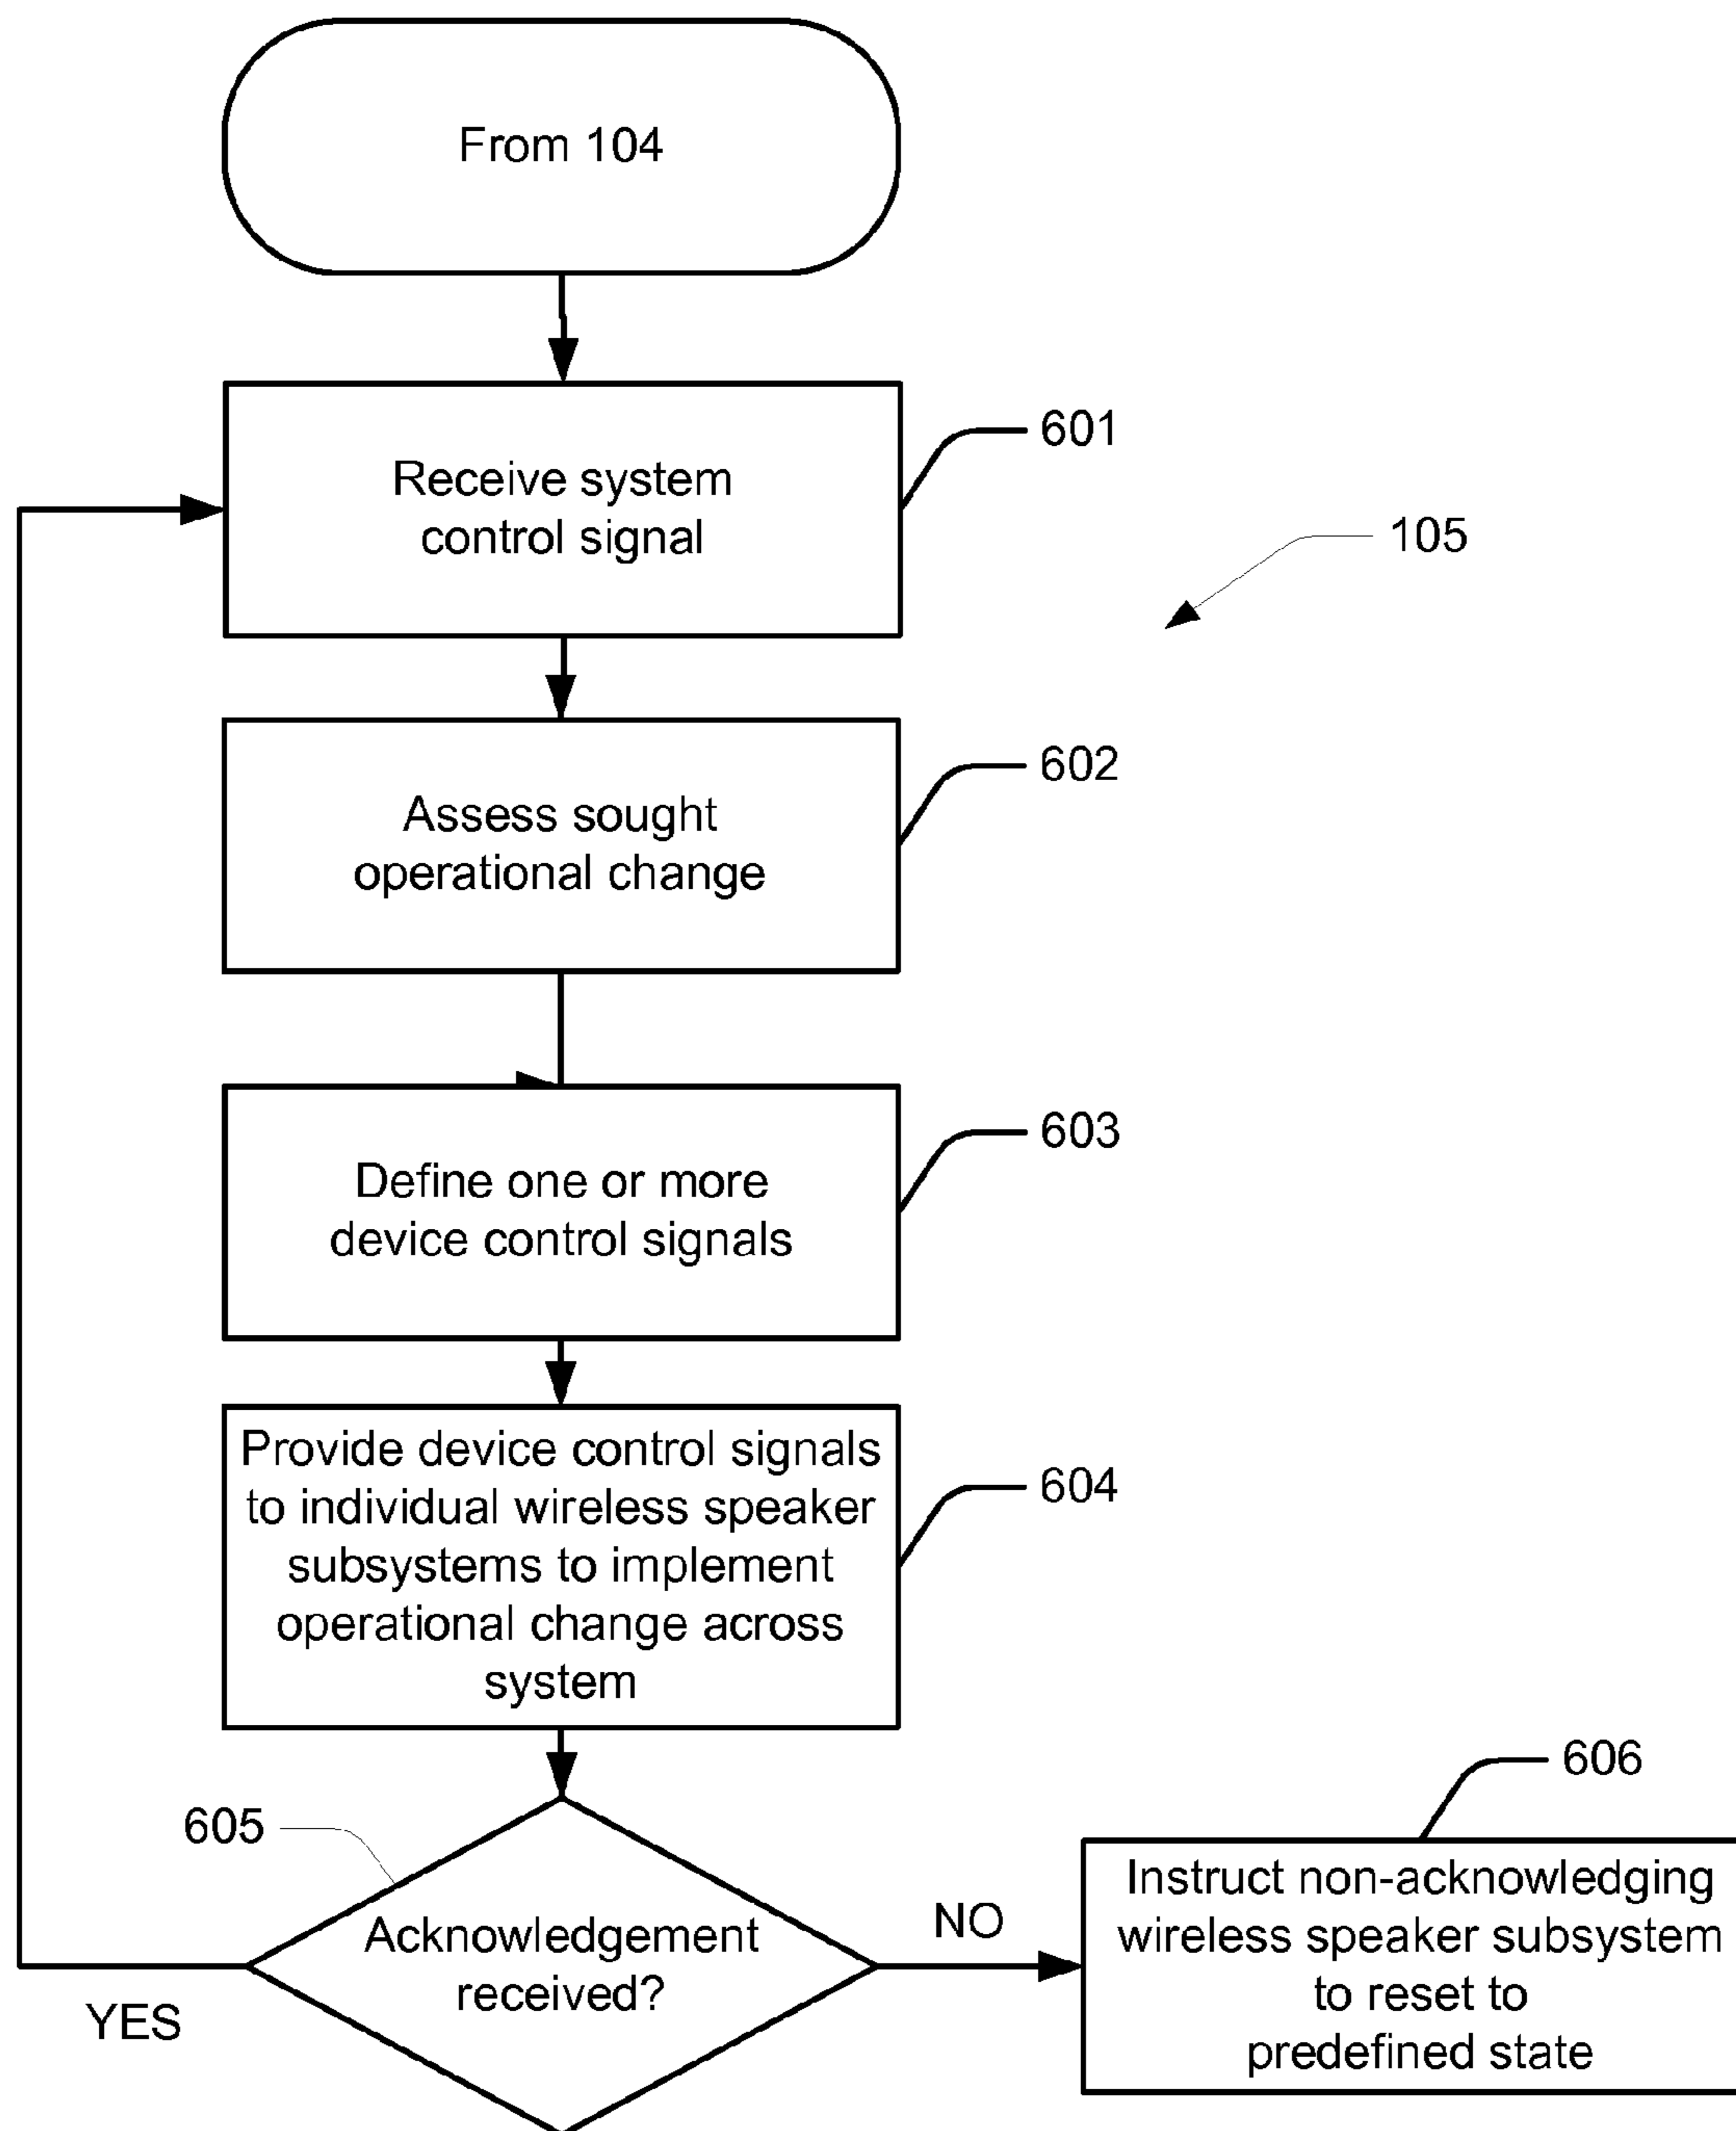 From 104
601
Receive system
control signal
105
602
Assess sought
operational change
603
Define one or more
device control signals
604
Provide device control signals
to individual wireless speaker
subsystems to implement
operational change across
system
606
605
Instruct non-acknowledging
wireless speaker subsystem
to reset to
predefined state
NO
Acknowledgement
received?
YES